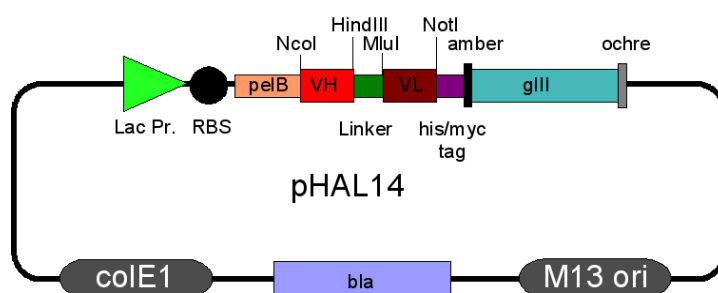 HindIII NotI
NcoI MluI amber ochre
pelB VH VL gIII
Lac Pr. RBS Linker his/myc
tag
pHAL14
colE1 bla M13 ori